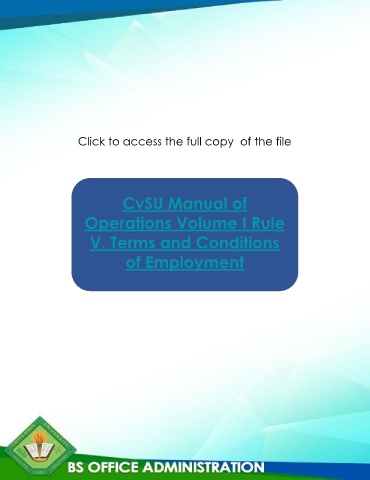 Click to access the full copy of the file
CvSU Manual of
Operations Volume I Rule
V. Terms and Conditions
of Employment
BS OFFICE ADMINISTRATION